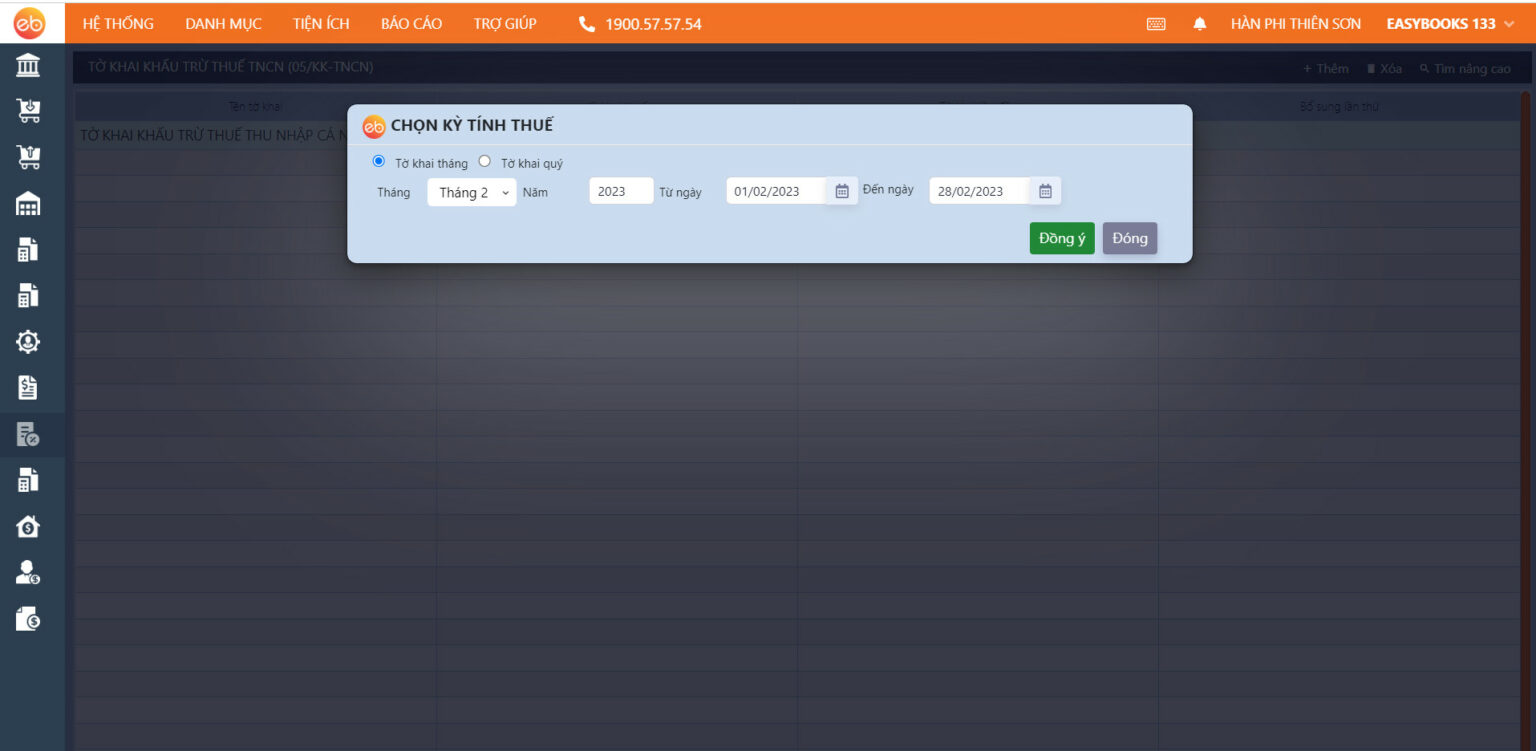 eb HỆ THỐNG DANH MỤC TIỆN ÍCH BÁO CÁO TRỢ GIÚP 1900.57.57.54 HÀN PHI THIÊN SƠN EASYBOOKS 133
TỜ KHAI KHẤU TRỪ THUẾ TNCN (05/KK-TNCN) + Thêm Xóa Tìm nâng cao
Tên tờ khai Bổ sung lần thứ
TỜ KHAI KHẤU TRỪ THUẾ THU NHẬP CÁ N
eb CHỌN KỲ TÍNH THUẾ
Tờ khai tháng Tờ khai quý
Tháng Tháng 2 Năm 2023 Từ ngày 01/02/2023 Đến ngày 28/02/2023
Đồng ý Đóng